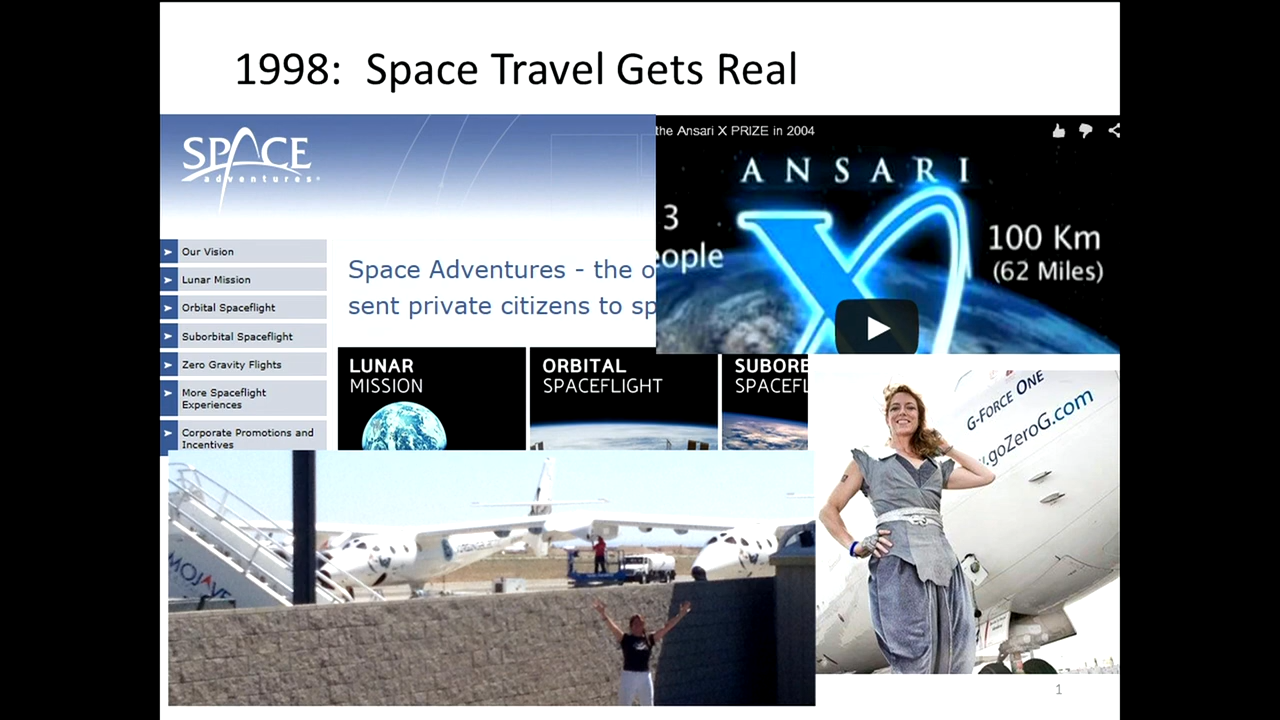 1998: Space Travel Gets Real
SPACE
adventures
Our Vision
Lunar Mission
Orbital Spaceflight
Suborbital Spaceflight
Zero Gravity Flights
More Spaceflight
Experiences
Corporate Promotions and
Incentives
Space Adventures - the o
sent private citizens to sp
LUNAR
MISSION
ORBITAL
SPACEFLIGHT
SUBORB
SPACEFL
the Ansari X PRIZE in 2004
ANSARI
X
3
eople
100 Km
(62 Miles)
G-FORCE ONE
.goZeroG.com
1